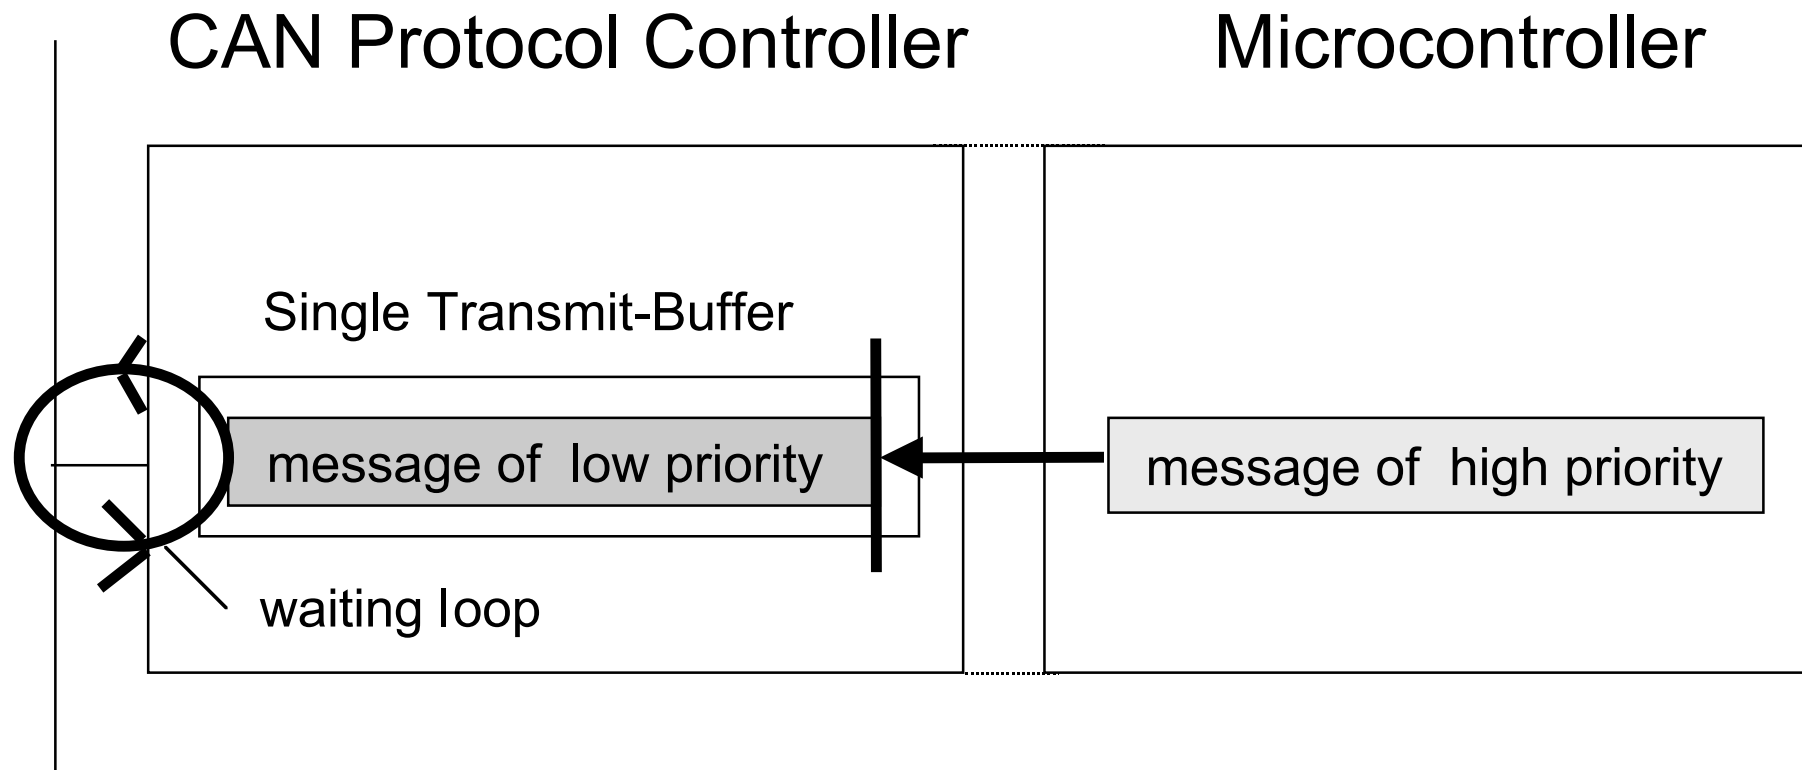 CAN Protocol Controller
Microcontroller
Single Transmit-Buffer
message of low priority
message of high priority
waiting loop